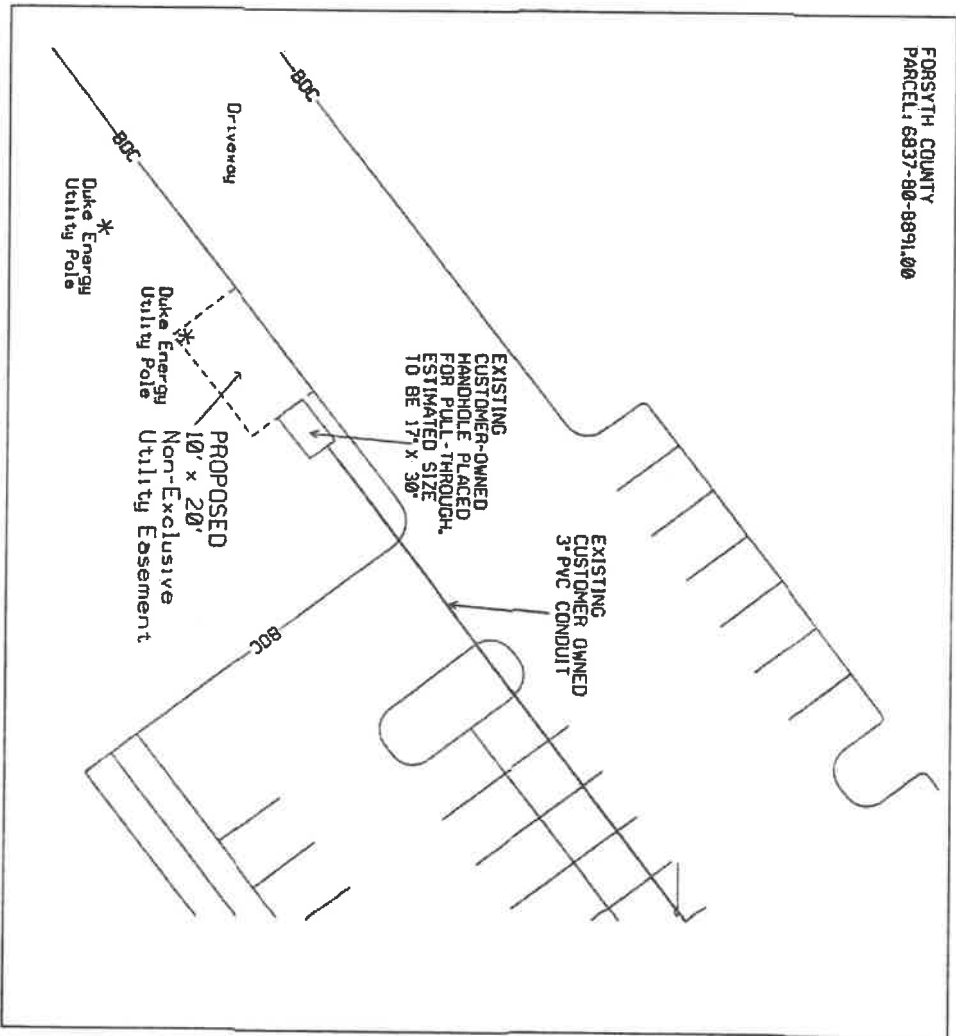 FORSYTH COUNTY
PARCEL: 6837-80-8891.00
BOC
Driveway
BOC
Duke Energy
Utility Pole
Duke Energy
Utility Pole
PROPOSED
10' x 20'
Non-Exclusive
Utility Easement
EXISTING
CUSTOMER-OWNED
HANDHOLE PLACED
FOR PULL-THROUGH.
ESTIMATED SIZE
TO BE 17" X 30"
EXISTING
CUSTOMER OWNED
3" PVC CONDUIT
BOC